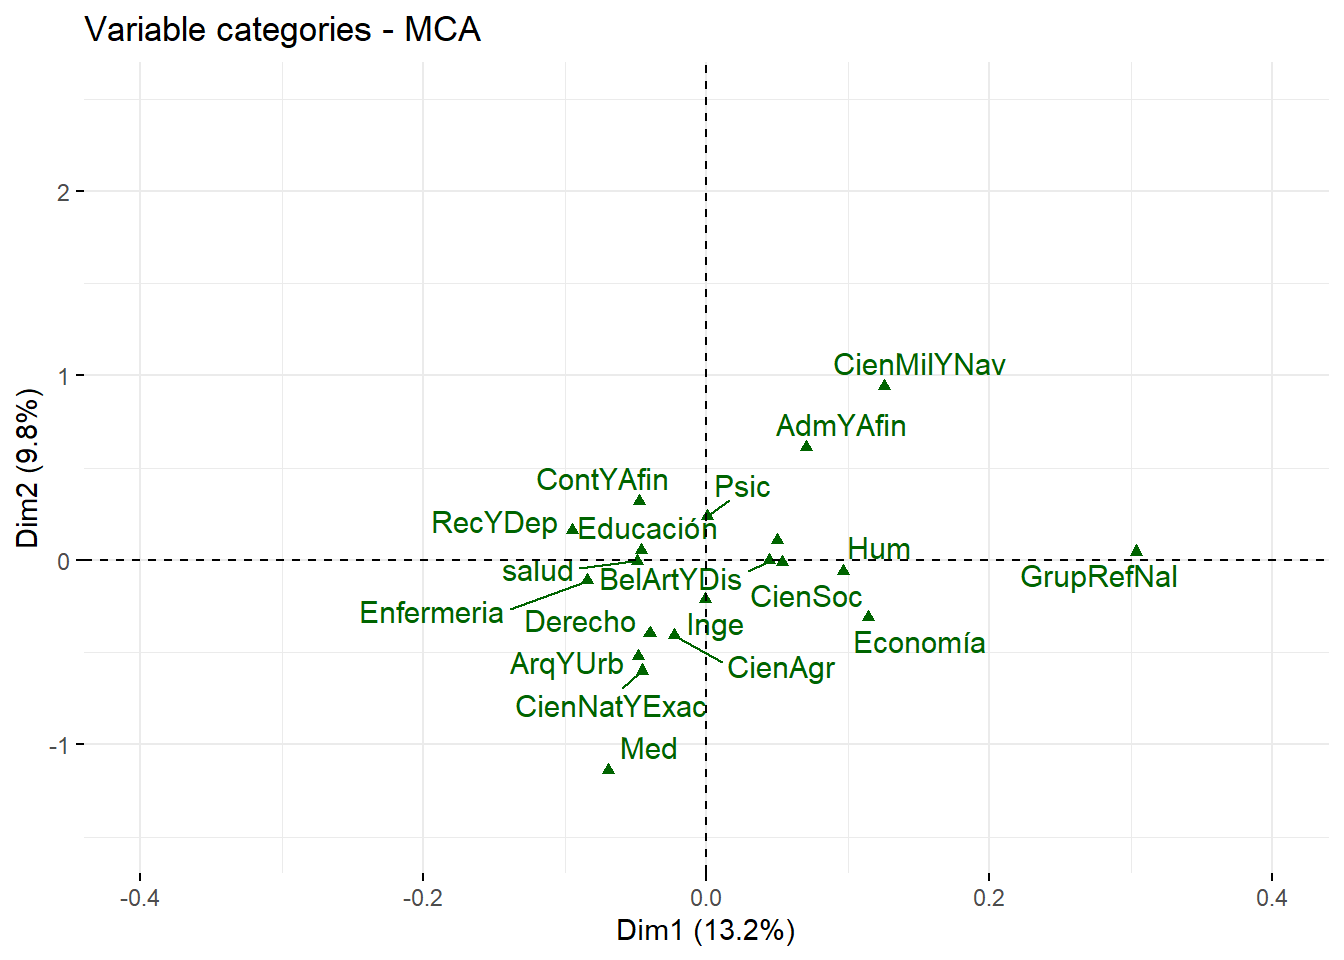 Variable categories - MCA
Dim2 (9.8%)
2
1
0
-1
CienMilYNav
AdmYAfin
ContYAfin
Psic
RecYDep
Educación
Hum
salud
BelArtYDis
GrupRefNal
CienSoc
Enfermeria
Derecho
Inge
Economía
ArqYUrb
CienAgr
CienNatYExac
Med
-0.4
-0.2
0.0
0.2
0.4
Dim1 (13.2%)